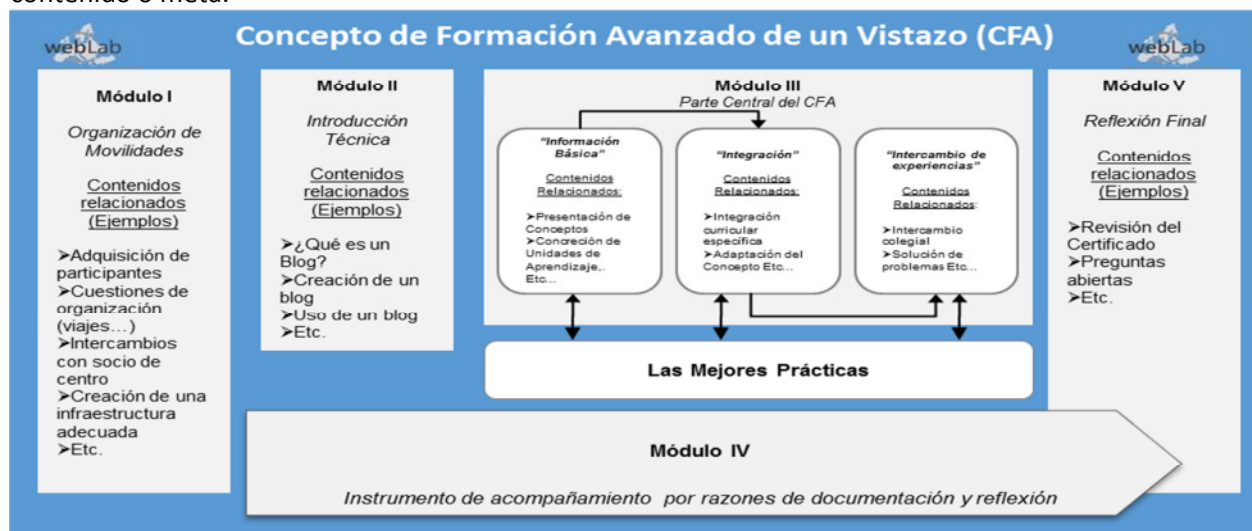 contenido o meta.
webLab
Concepto de Formación Avanzado de un Vistazo (CFA)
webLab
Módulo I
Organización de
Movilidades
Contenidos
relacionados
(Ejemplos)
➤Adquisición de
participantes
➤Cuestiones de
organización
(viajes...)
➤Intercambios
con socio de
centro
➤Creación de una
infraestructura
adecuada
➤Etc.
Módulo II
Introducción
Técnica
Contenidos
relacionados
(Ejemplos)
➤¿Qué es un
Blog?
➤Creación de un
blog
➤Uso de un blog
➤Etc.
Módulo III
Parte Central del CFA
"Información
Básica"
Contenidos
Relacionados:
➤Presentación de
Conceptos
➤Concreción de
Unidades de
Aprendizaje,.
Etc...
"Integración"
Contenidos
Relacionados:
➤Integración
curricular
específica
➤Adaptación del
Concepto Etc...
"Intercambio de
experiencias"
Contenidos
Relacionados:
➤Intercambio
colegial
➤Solución de
problemas Etc...
Las Mejores Prácticas
Módulo IV
Instrumento de acompañamiento por razones de documentación y reflexión
Módulo V
Reflexión Final
Contenidos
relacionados
(Ejemplos)
➤Revisión del
Certificado
➤Preguntas
abiertas
➤Etc.